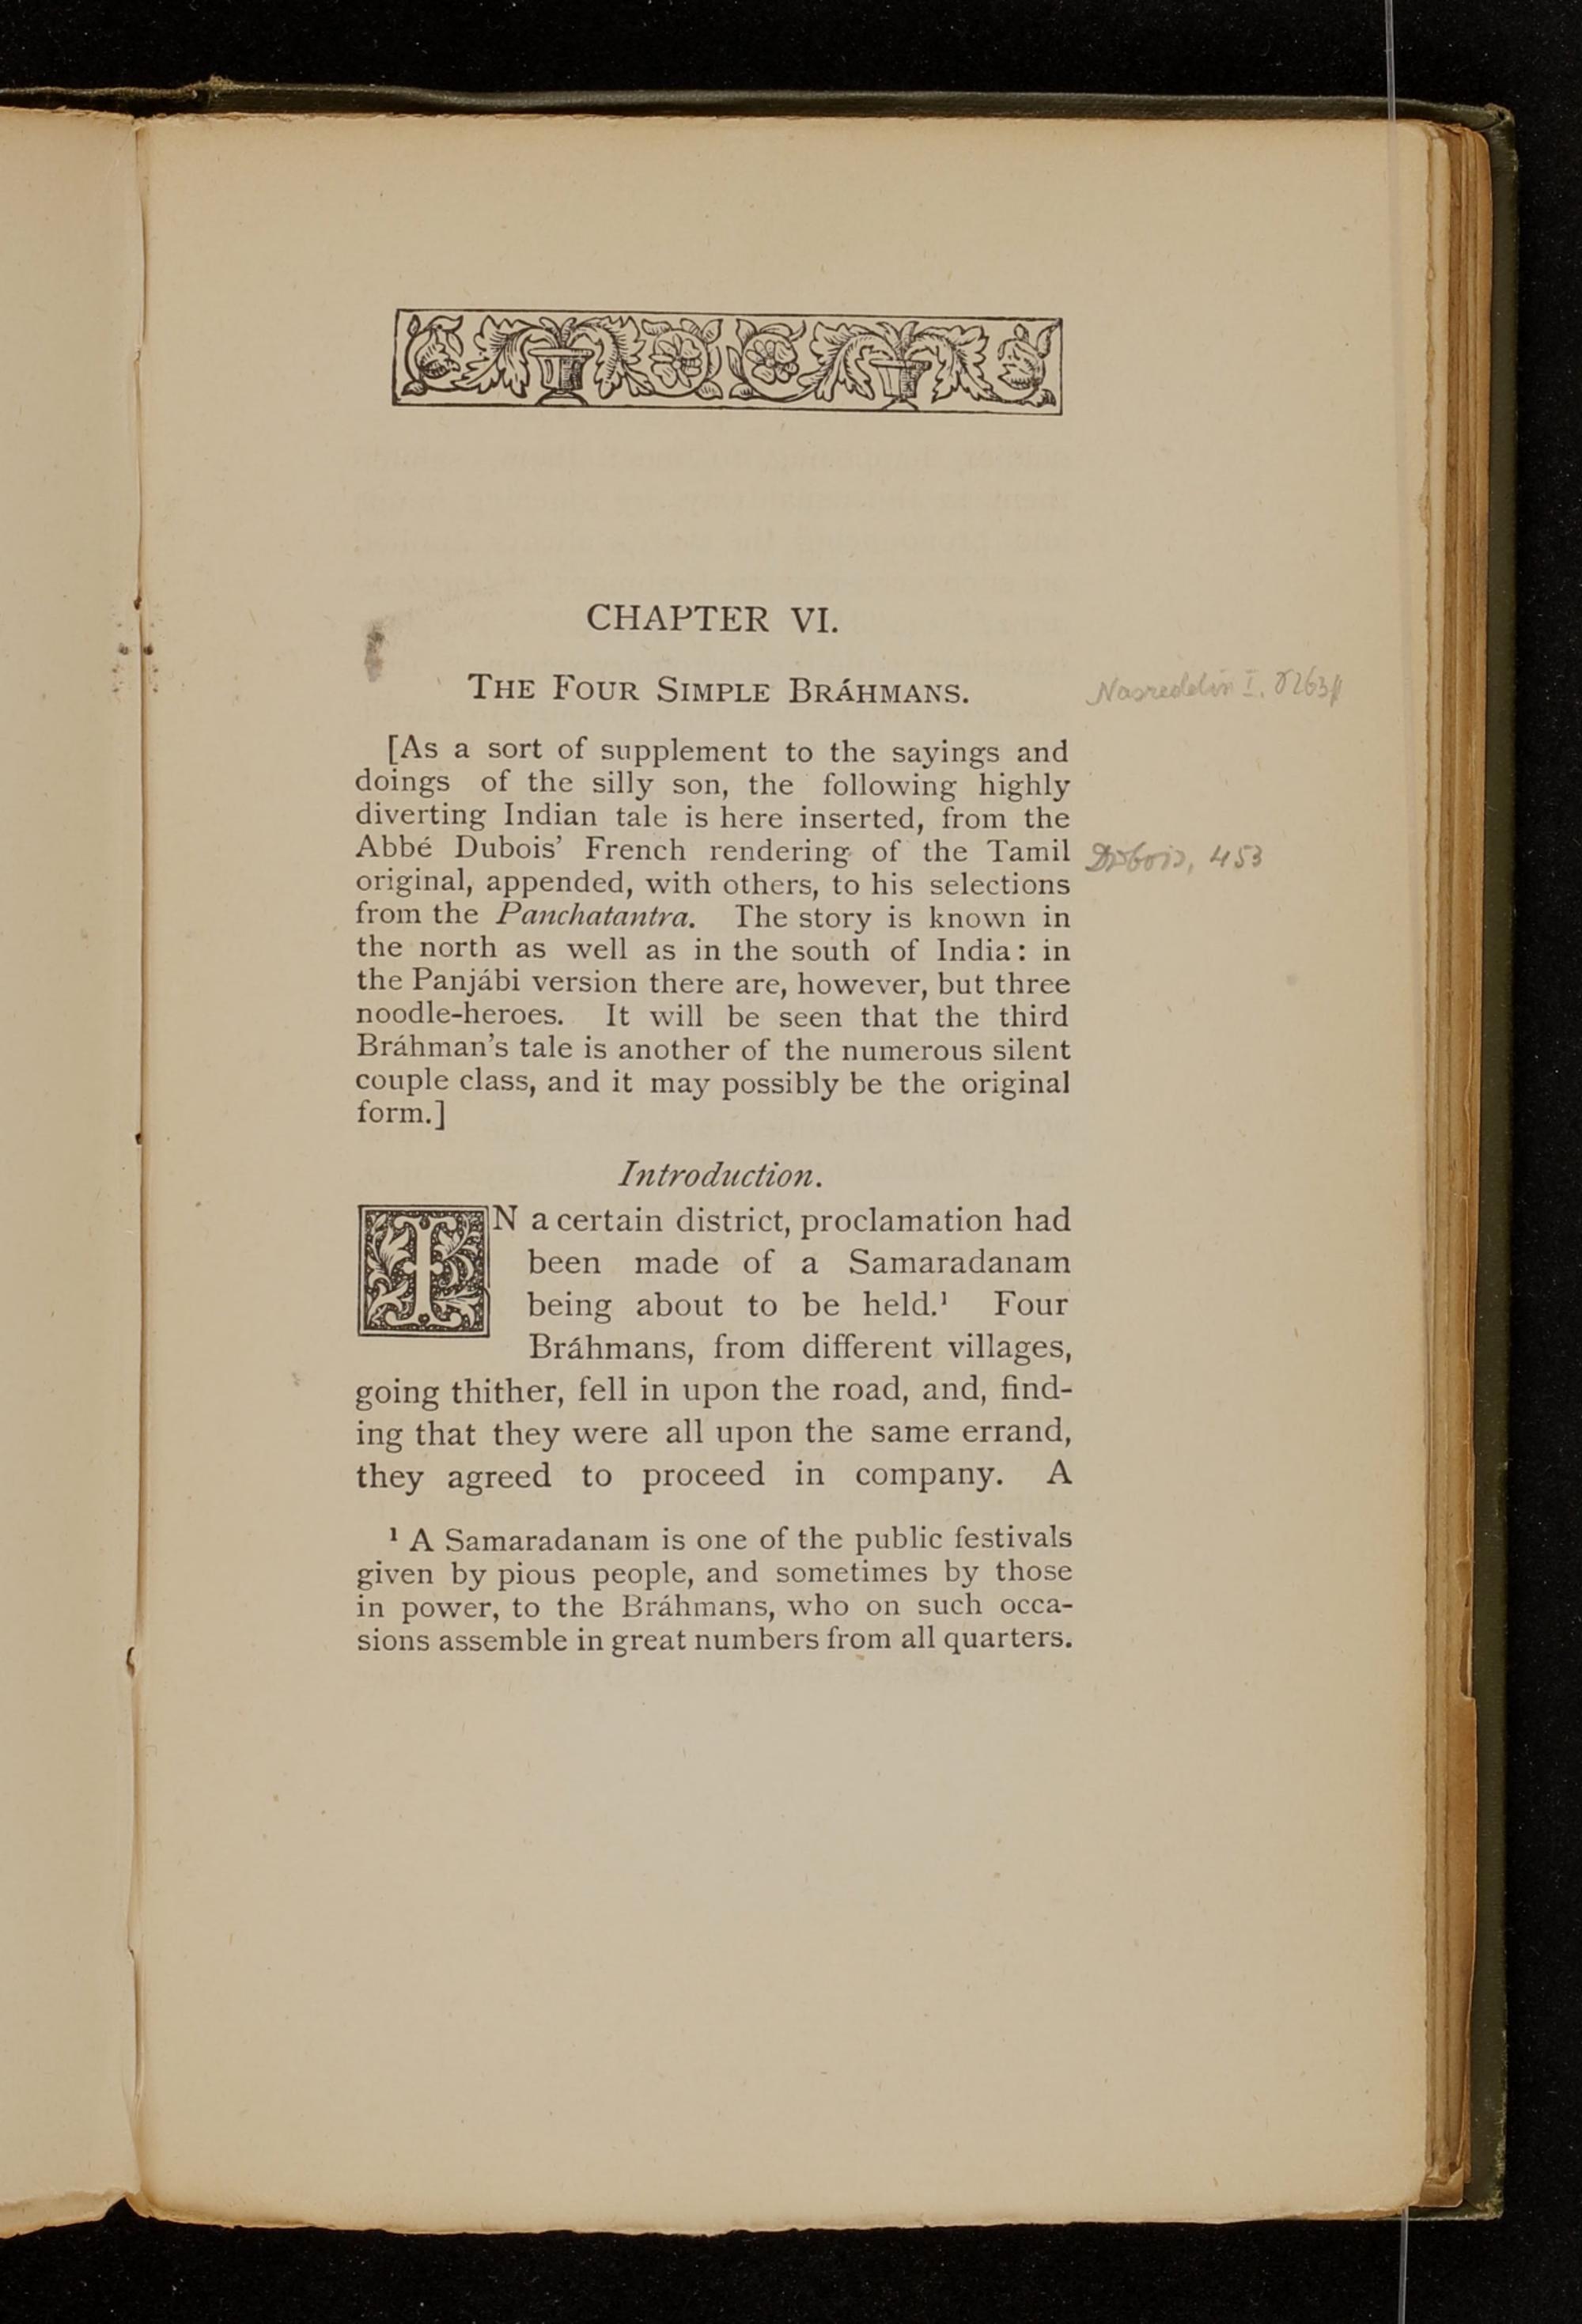 CHAPTER VI.
THE FOUR SIMPLE BRÁHMANS.
Nasreddin I.
[As a sort of supplement to the sayings and
doings of the silly son, the following highly
diverting Indian tale is here inserted, from the
Abbé Dubois’ French rendering of the Tamil
Dubois, 453
original, appended, with others, to his selections
from the Panchatantra. The story is known in
the north as well as in the south of India: in
the Panjábi version there are, however, but three
noodle-heroes. It will be seen that the third
Bráhman’s tale is another of the numerous silent
couple class, and it may possibly be the original
form.]
Introduction.
IN a certain district, proclamation had
been made of a Samaradanam
being about to be held.¹ Four
Bráhmans, from different villages,
going thither, fell in upon the road, and, find-
ing that they were all upon the same errand,
they agreed to proceed in company. A
¹ A Samaradanam is one of the public festivals
given by pious people, and sometimes by those
in power, to the Bráhmans, who on such occa-
sions assemble in great numbers from all quarters.